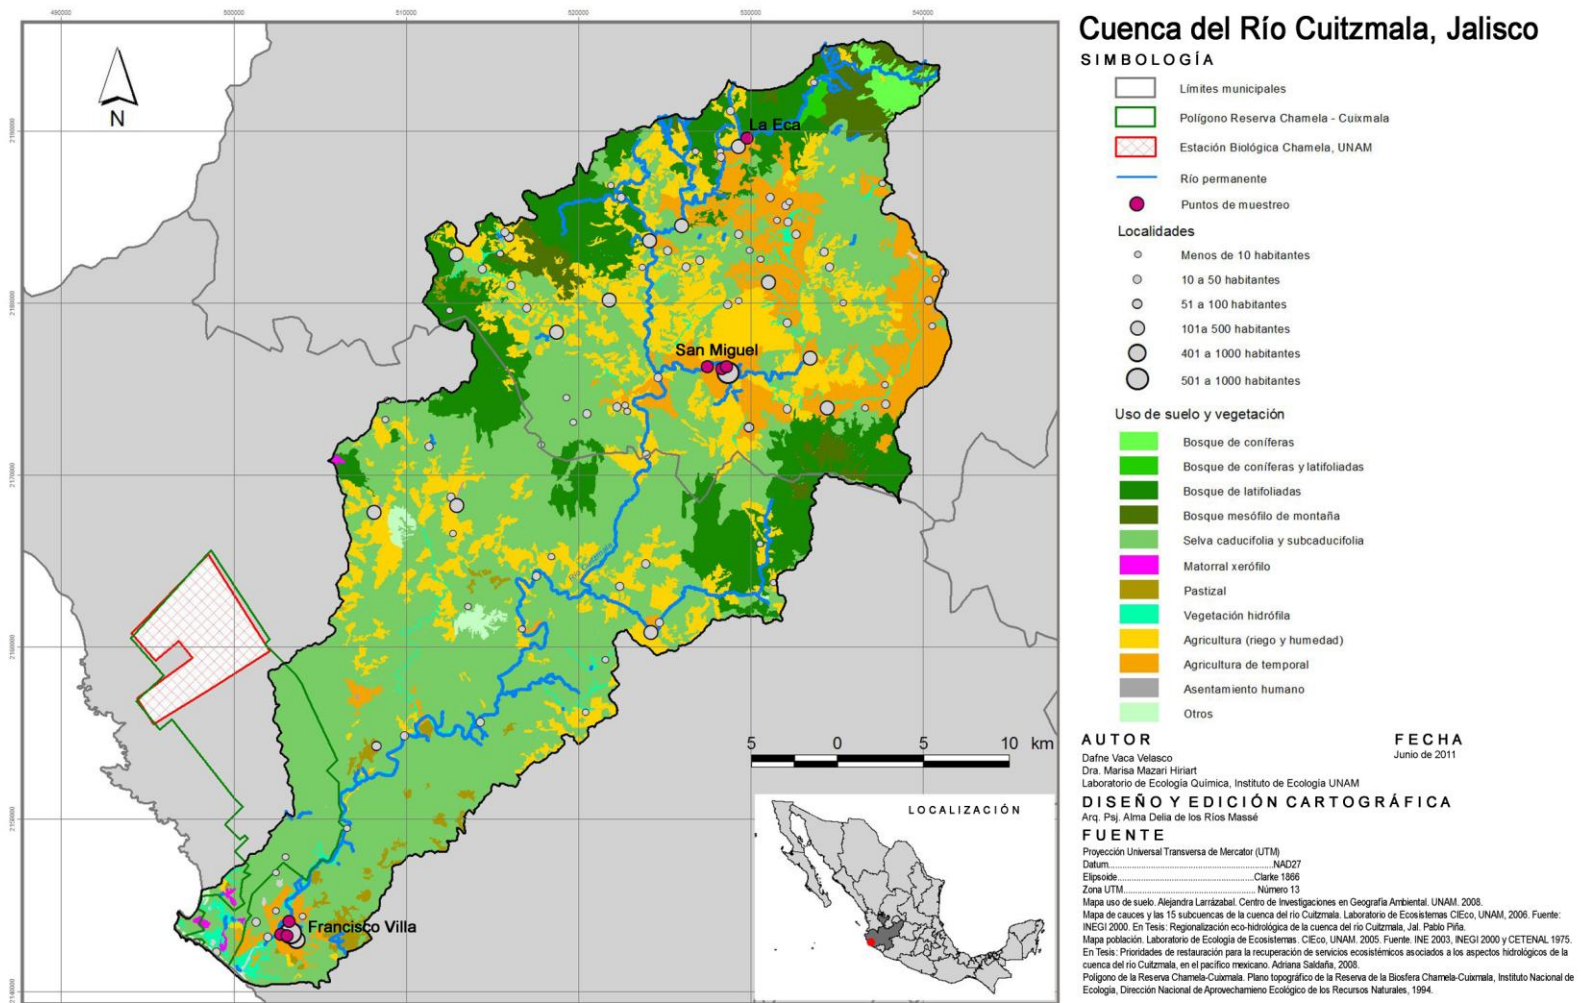 480000
490000
500000
510000
520000
530000
540000
2190000
2180000
2170000
2160000
2150000
2140000
N
La Eca
San Miguel
Francisco Villa
Río Cuitzmala
5 0 5 10 km
LOCALIZACIÓN
Cuenca del Río Cuitzmala, Jalisco
SIMBOLOGÍA
Límites municipales
Polígono Reserva Chamela - Cuixmala
Estación Biológica Chamela, UNAM
Río permanente
Puntos de muestreo
Localidades
Menos de 10 habitantes
10 a 50 habitantes
51 a 100 habitantes
101a 500 habitantes
401 a 1000 habitantes
501 a 1000 habitantes
Uso de suelo y vegetación
Bosque de coníferas
Bosque de coníferas y latifoliadas
Bosque de latifoliadas
Bosque mesófilo de montaña
Selva caducifolia y subcaducifolia
Matorral xerófilo
Pastizal
Vegetación hidrófila
Agricultura (riego y humedad)
Agricultura de temporal
Asentamiento humano
Otros
AUTOR
Dafne Vaca Velasco
Dra. Marisa Mazari Hiriart
Laboratorio de Ecología Química, Instituto de Ecología UNAM
FECHA
Junio de 2011
DISEÑO Y EDICIÓN CARTOGRÁFICA
Arq. Psj. Alma Delia de los Ríos Massé
FUENTE
Proyección Universal Transversa de Mercator (UTM)
Datum..........NAD27
Elipsoide..........Clarke 1866
Zona UTM.......... Número 13
Mapa uso de suelo. Alejandra Larrázabal. Centro de Investigaciones en Geografía Ambiental. UNAM. 2008.
Mapa de cauces y las 15 subcuencas de la cuenca del río Cuitzmala. Laboratorio de Ecosistemas CIEco, UNAM, 2006. Fuente:
INEGI 2000. En Tesis: Regionalización eco-hidrológica de la cuenca del río Cuitzmala, Jal. Pablo Piña.
Mapa población. Laboratorio de Ecología de Ecosistemas. CIEco, UNAM. 2005. Fuente. INE 2003, INEGI 2000 y CETENAL 1975.
En Tesis: Prioridades de restauración para la recuperación de servicios ecosistémicos asociados a los aspectos hidrológicos de la
cuenca del río Cuitzmala, en el pacífico mexicano. Adriana Saldaña, 2008.
Polígono de la Reserva Chamela-Cuixmala. Plano topográfico de la Reserva de la Biosfera Chamela-Cuixmala, Instituto Nacional de
Ecología, Dirección Nacional de Aprovechamieno Ecológico de los Recursos Naturales, 1994.